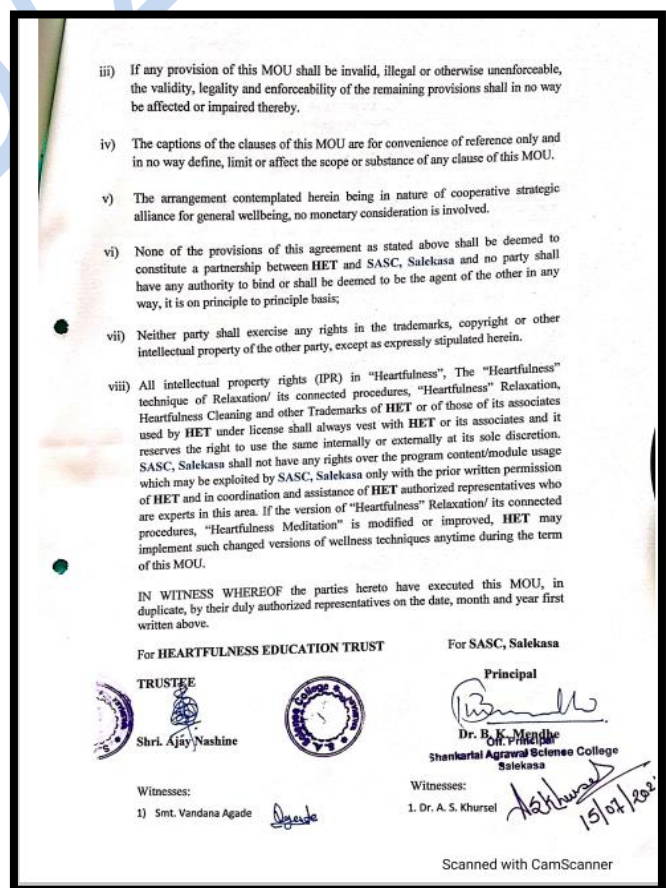 iii) If any provision of this MOU shall be invalid, illegal or otherwise unenforceable,
the validity, legality and enforceability of the remaining provisions shall in no way
be affected or impaired thereby.
iv) The captions of the clauses of this MOU are for convenience of reference only and
in no way define, limit or affect the scope or substance of any clause of this MOU.
v) The arrangement contemplated herein being in nature of cooperative strategic
alliance for general wellbeing, no monetary consideration is involved.
vi) None of the provisions of this agreement as stated above shall be deemed to
constitute a partnership between HET and SASC, Salekasa and no party shall
have any authority to bind or shall be deemed to be the agent of the other in any
way, it is on principle to principle basis;
vii) Neither party shall exercise any rights in the trademarks, copyright or other
intellectual property of the other party, except as expressly stipulated herein.
viii) All intellectual property rights (IPR) in “Heartfulness”, The “Heartfulness”
technique of Relaxation/ its connected procedures, “Heartfulness” Relaxation,
Heartfulness Cleaning and other Trademarks of HET or of those of its associates
used by HET under license shall always vest with HET or its associates and it
reserves the right to use the same internally or externally at its sole discretion.
SASC, Salekasa shall not have any rights over the program content/module usage
which may be exploited by SASC, Salekasa only with the prior written permission
of HET and in coordination and assistance of HET authorized representatives who
are experts in this area. If the version of “Heartfulness” Relaxation/ its connected
procedures, “Heartfulness Meditation” is modified or improved, HET may
implement such changed versions of wellness techniques anytime during the term
of this MOU.
IN WITNESS WHEREOF the parties hereto have executed this MOU, in
duplicate, by their duly authorized representatives on the date, month and year first
written above.
For HEARTFULNESS EDUCATION TRUST
For SASC, Salekasa
TRUSTEE
Principal
Shri. Ajay Nashine
Dr. B. K. Mendhe
Off. Principal
Shankarlal Agrawal Science College
Salekasa
Witnesses:
Witnesses:
1) Smt. Vandana Agade
1. Dr. A. S. Khursel
ASKhursel
Scanned with CamScanner